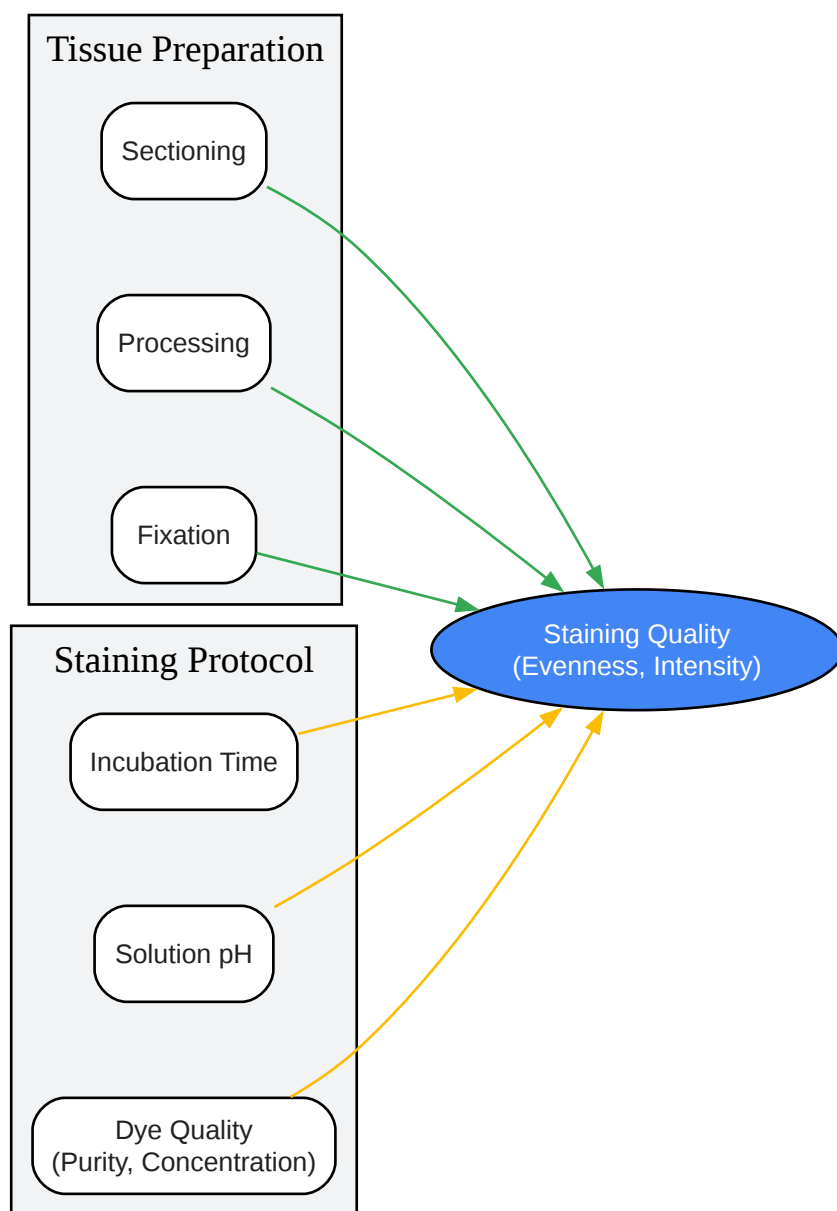 Tissue Preparation
Sectioning
Processing
Fixation
Staining Quality
(Evenness, Intensity)
Staining Protocol
Incubation Time
Solution pH
Dye Quality
(Purity, Concentration)